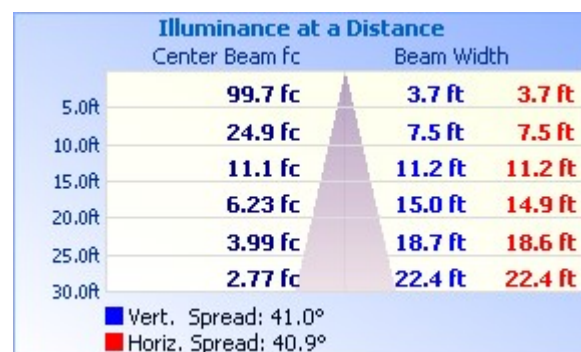 Illuminance at a Distance
Center Beam fc Beam Width
5.0ft 99.7 fc 3.7 ft 3.7 ft
10.0ft 24.9 fc 7.5 ft 7.5 ft
15.0ft 11.1 fc 11.2 ft 11.2 ft
20.0ft 6.23 fc 15.0 ft 14.9 ft
25.0ft 3.99 fc 18.7 ft 18.6 ft
30.0ft 2.77 fc 22.4 ft 22.4 ft
Vert. Spread: 41.0°
Horiz. Spread: 40.9°